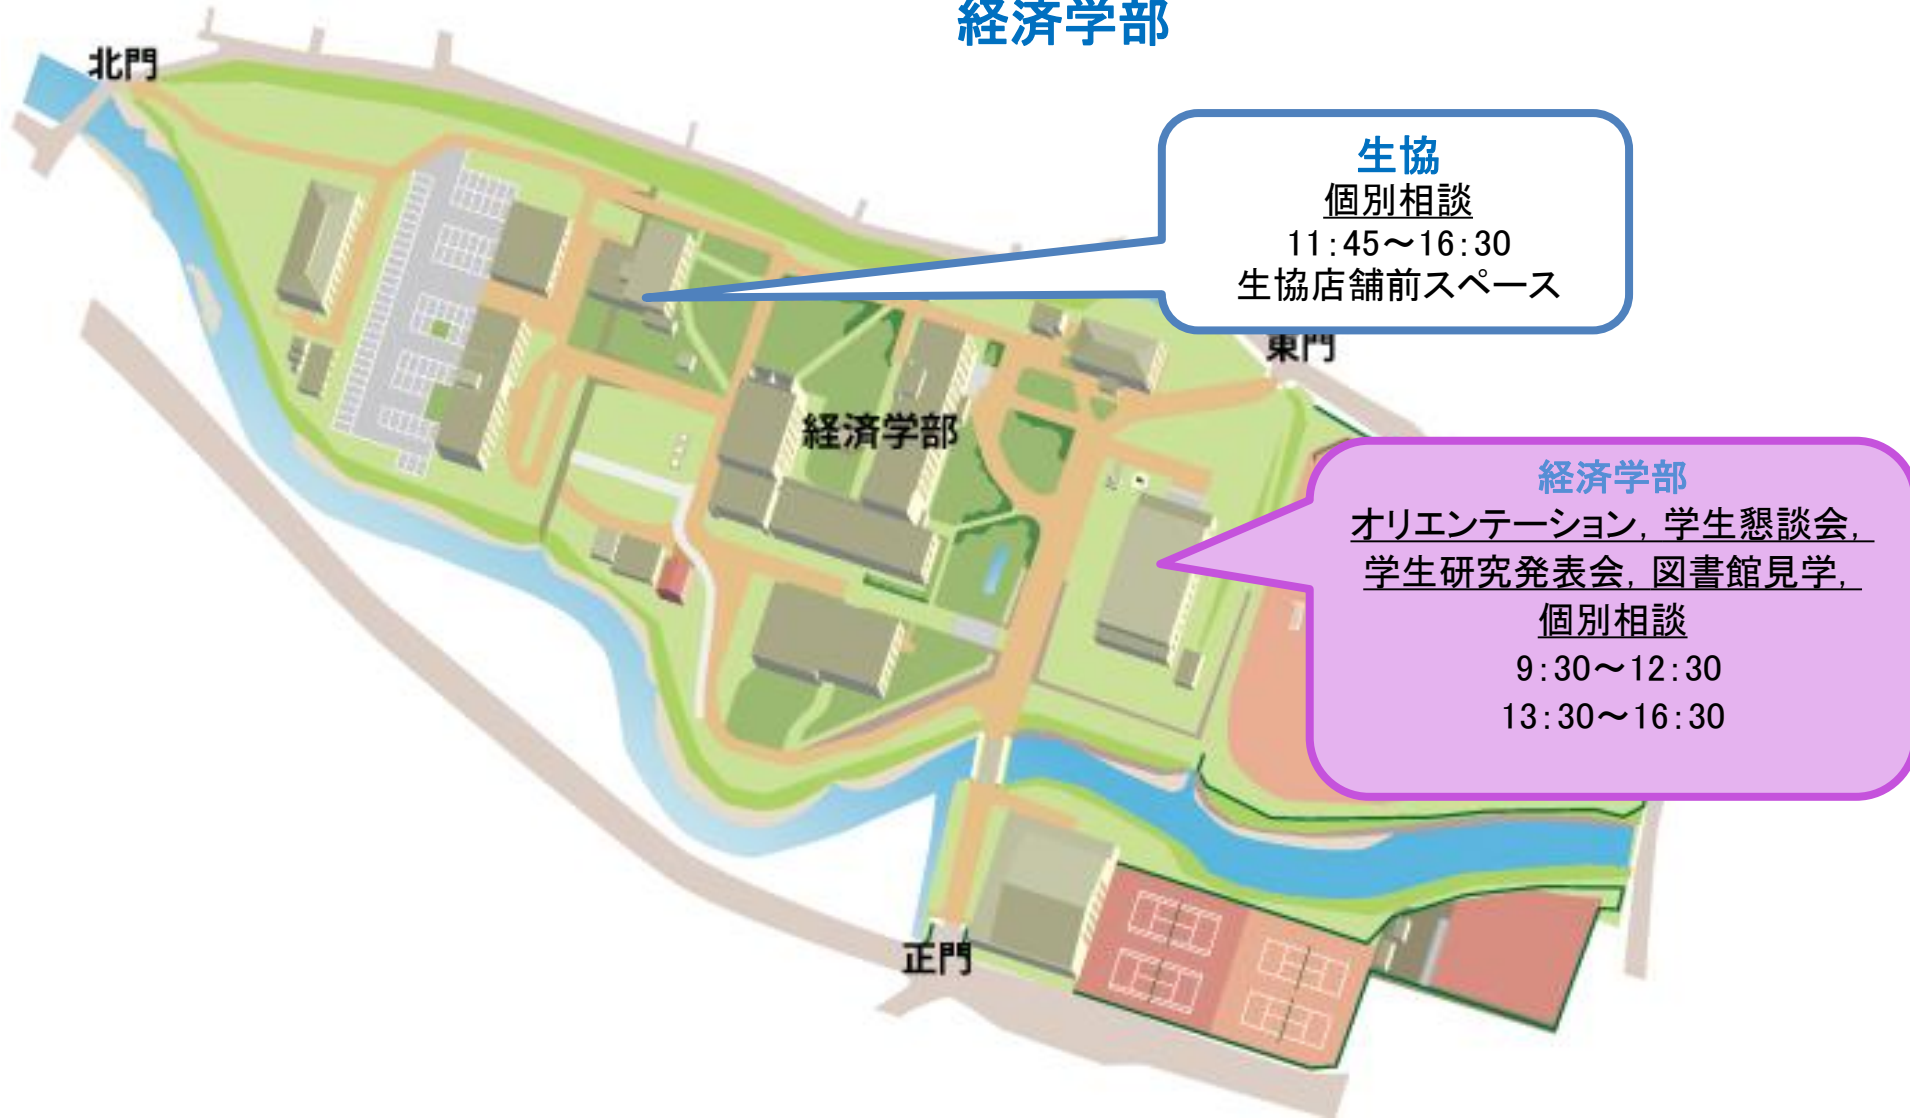 経済学部
北門
生協
個別相談
11:45～16:30
生協店舗前スペース
東門
経済学部
経済学部
オリエンテーション, 学生懇談会,
学生研究発表会, 図書館見学,
個別相談
9:30～12:30
13:30～16:30
正門